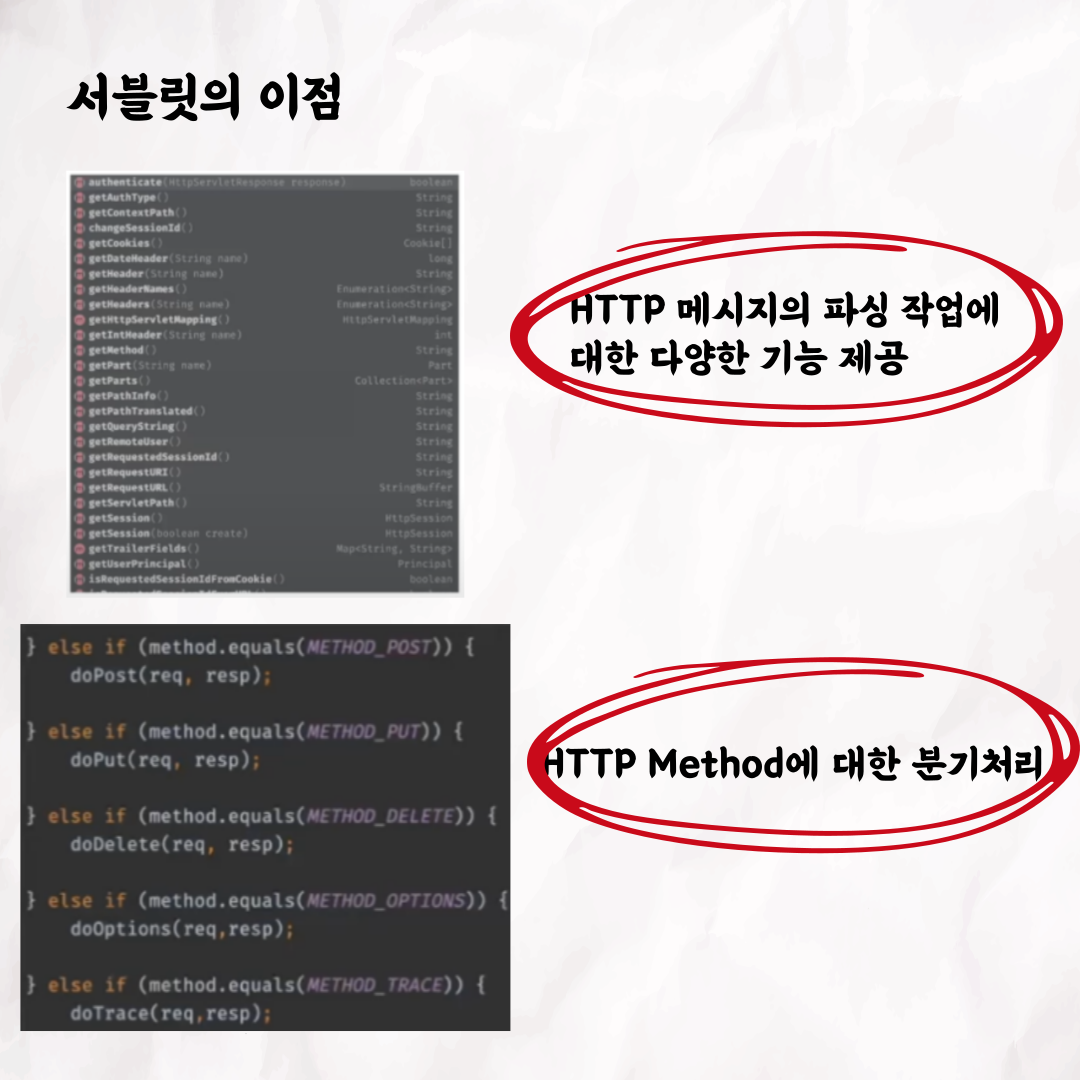 서블릿의 이점
authenticate(HttpServletResponse response) boolean
getAuthType() String
getContextPath() String
changeSessionId() String
getCookies() Cookie[]
getDateHeader(String name) long
getHeader(String name) String
getHeaderNames() Enumeration<String>
getHeaders(String name) Enumeration<String>
getHttpServletMapping() HttpServletMapping
getIntHeader(String name) int
getMethod() String
getPart(String name) Part
getParts() Collection<Part>
getPathInfo() String
getPathTranslated() String
getQueryString() String
getRemoteUser() String
getRequestedSessionId() String
getRequestURI() String
getRequestURL() StringBuffer
getServletPath() String
getSession() HttpSession
getSession(boolean create) HttpSession
getTrailerFields() Map<String, String>
getUserPrincipal() Principal
isRequestedSessionIdFromCookie() boolean
HTTP 메시지의 파싱 작업에
대한 다양한 기능 제공
} else if (method.equals(METHOD_POST)) {
doPost(req, resp);
} else if (method.equals(METHOD_PUT)) {
doPut(req, resp);
} else if (method.equals(METHOD_DELETE)) {
doDelete(req, resp);
} else if (method.equals(METHOD_OPTIONS)) {
doOptions(req,resp);
} else if (method.equals(METHOD_TRACE)) {
doTrace(req,resp);
HTTP Method에 대한 분기처리